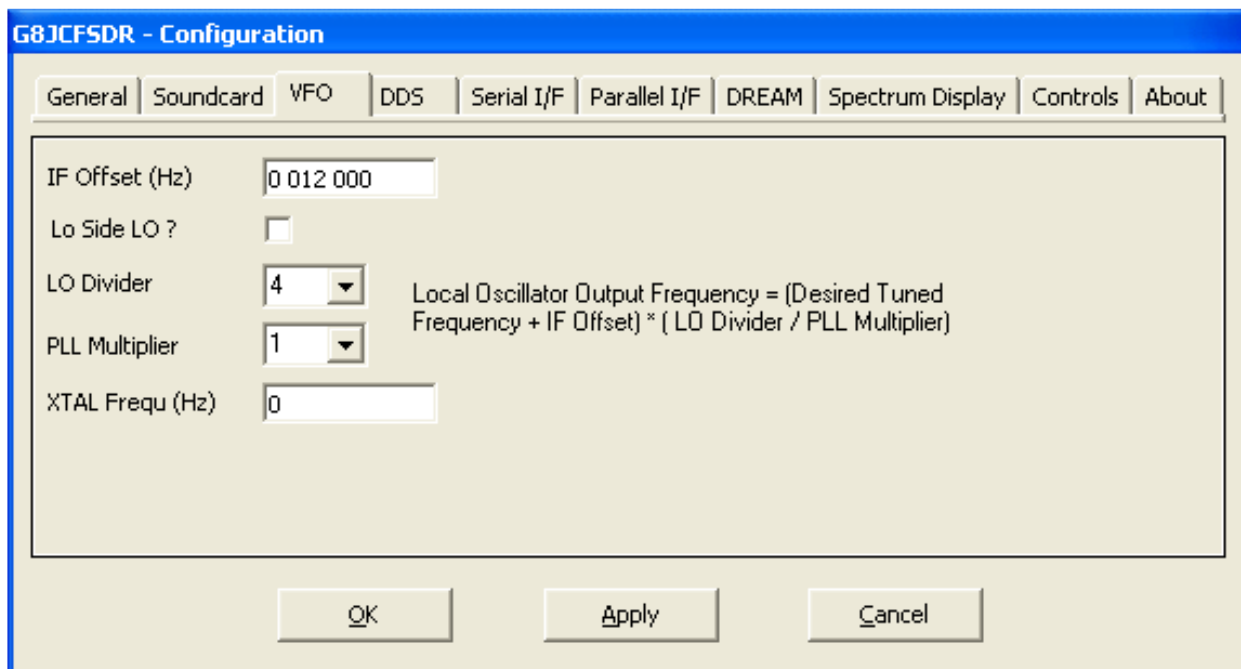 G8JCFSDR - Configuration
General Soundcard VFO DDS Serial I/F Parallel I/F DREAM Spectrum Display Controls About
IF Offset (Hz) 0 012 000
Lo Side LO ?
LO Divider 4
Local Oscillator Output Frequency = (Desired Tuned
Frequency + IF Offset) * ( LO Divider / PLL Multiplier)
PLL Multiplier 1
XTAL Frequ (Hz) 0
OK Apply Cancel